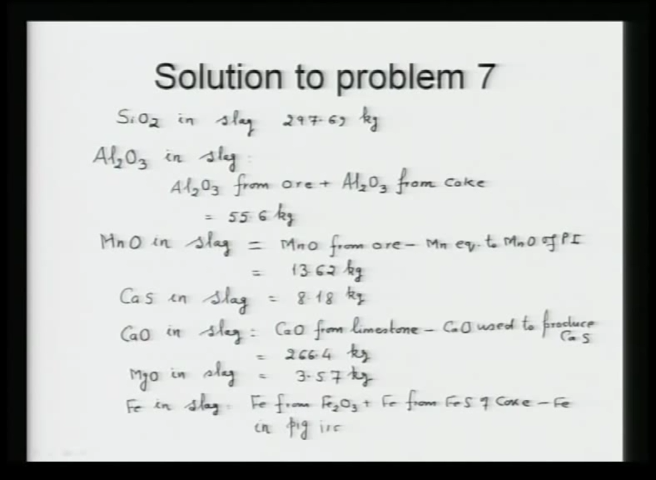 Solution to problem 7
SiO2 in slag 297.69 kg
Al2O3 in slag:
Al2O3 from ore + Al2O3 from coke
= 55.6 kg
MnO in slag = MnO from ore - Mn eq. to MnO of PI
= 13.62 kg
CaS in slag = 8.18 kg
CaO in slag = CaO from limestone - CaO used to produce
CaS
= 266.4 kg
MgO in slag = 3.57 kg
Fe in slag: Fe from Fe2O3 + Fe from FeS of Coke - Fe
in pig irc